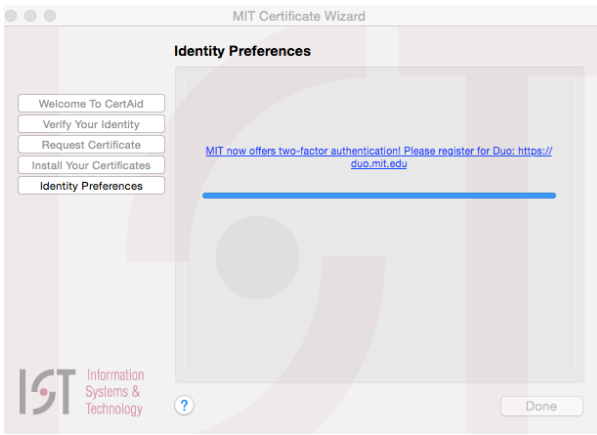 MIT Certificate Wizard
Identity Preferences
Welcome To CertAid
Verify Your Identity
Request Certificate
Install Your Certificates
Identity Preferences
MIT now offers two-factor authentication! Please register for Duo: https://
duo.mit.edu
IST
Information
Systems &
Technology
?
Done